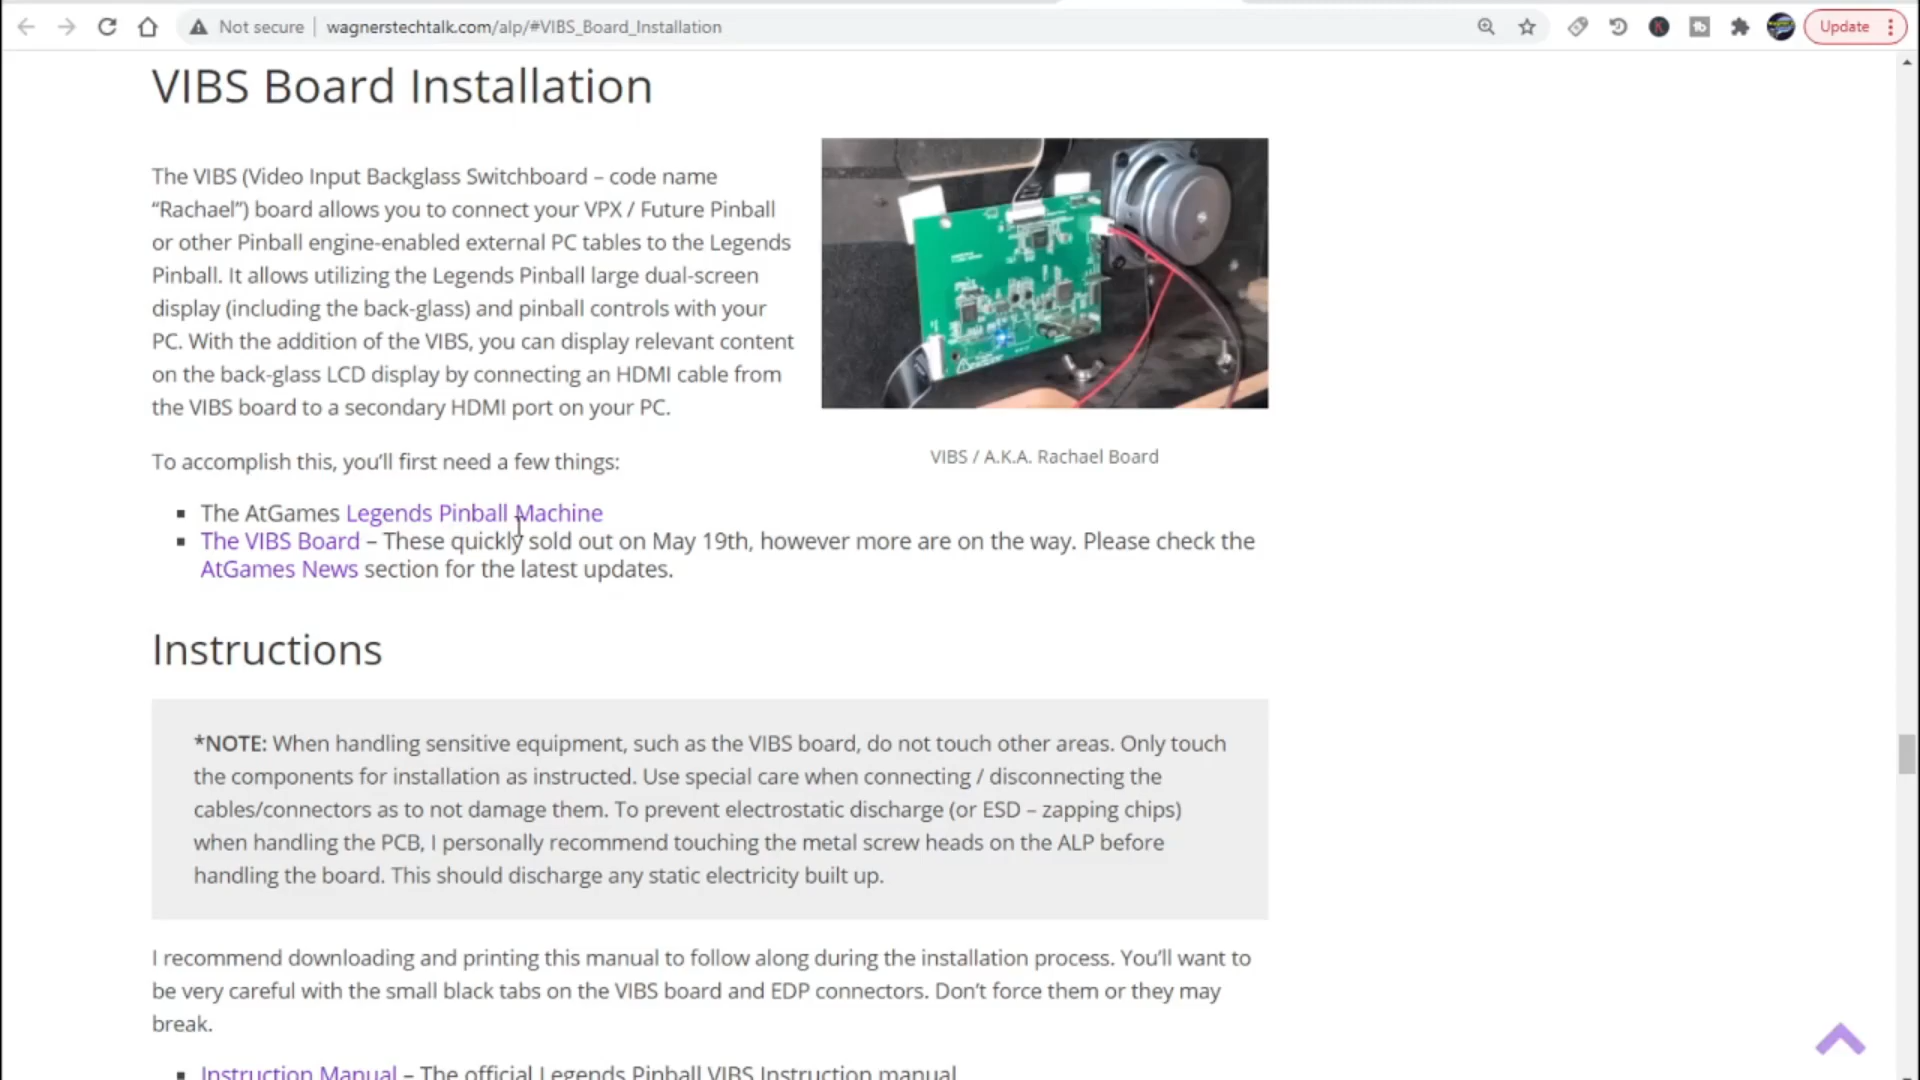 Not secure
wagnerstechtalk.com/alp/#VIBS_Board_Installation
Update
VIBS Board Installation
The VIBS (Video Input Backglass Switchboard – code name
“Rachael”) board allows you to connect your VPX / Future Pinball
or other Pinball engine-enabled external PC tables to the Legends
Pinball. It allows utilizing the Legends Pinball large dual-screen
display (including the back-glass) and pinball controls with your
PC. With the addition of the VIBS, you can display relevant content
on the back-glass LCD display by connecting an HDMI cable from
the VIBS board to a secondary HDMI port on your PC.
VIBS / A.K.A. Rachael Board
To accomplish this, you’ll first need a few things:
▪ The AtGames Legends Pinball Machine
▪ The VIBS Board – These quickly sold out on May 19th, however more are on the way. Please check the
AtGames News section for the latest updates.
Instructions
*NOTE: When handling sensitive equipment, such as the VIBS board, do not touch other areas. Only touch
the components for installation as instructed. Use special care when connecting / disconnecting the
cables/connectors as to not damage them. To prevent electrostatic discharge (or ESD – zapping chips)
when handling the PCB, I personally recommend touching the metal screw heads on the ALP before
handling the board. This should discharge any static electricity built up.
I recommend downloading and printing this manual to follow along during the installation process. You’ll want to
be very careful with the small black tabs on the VIBS board and EDP connectors. Don’t force them or they may
break.
▪ Instruction Manual – The official Legends Pinball VIBS Instruction manual